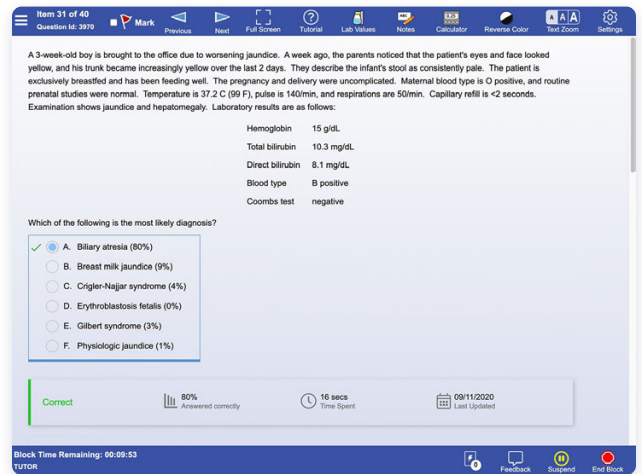 Item 31 of 40
Question Id: 3970
Mark
Previous
Next
Full Screen
Tutorial
Lab Values
Notes
Calculator
Reverse Color
A A A
Text Zoom
Settings
A 3-week-old boy is brought to the office due to worsening jaundice. A week ago, the parents noticed that the patient's eyes and face looked
yellow, and his trunk became increasingly yellow over the last 2 days. They describe the infant's stool as consistently pale. The patient is
exclusively breastfed and has been feeding well. The pregnancy and delivery were uncomplicated. Maternal blood type is O positive, and routine
prenatal studies were normal. Temperature is 37.2 C (99 F), pulse is 140/min, and respirations are 50/min. Capillary refill is <2 seconds.
Examination shows jaundice and hepatomegaly. Laboratory results are as follows:
Hemoglobin 15 g/dL
Total bilirubin 10.3 mg/dL
Direct bilirubin 8.1 mg/dL
Blood type B positive
Coombs test negative
Which of the following is the most likely diagnosis?
A. Biliary atresia (80%)
B. Breast milk jaundice (9%)
C. Crigler-Najjar syndrome (4%)
D. Erythroblastosis fetalis (0%)
E. Gilbert syndrome (3%)
F. Physiologic jaundice (1%)
Correct
80%
Answered correctly
16 secs
Time Spent
09/11/2020
Last Updated
Block Time Remaining: 00:09:53
TUTOR
0
Feedback
Suspend
End Block